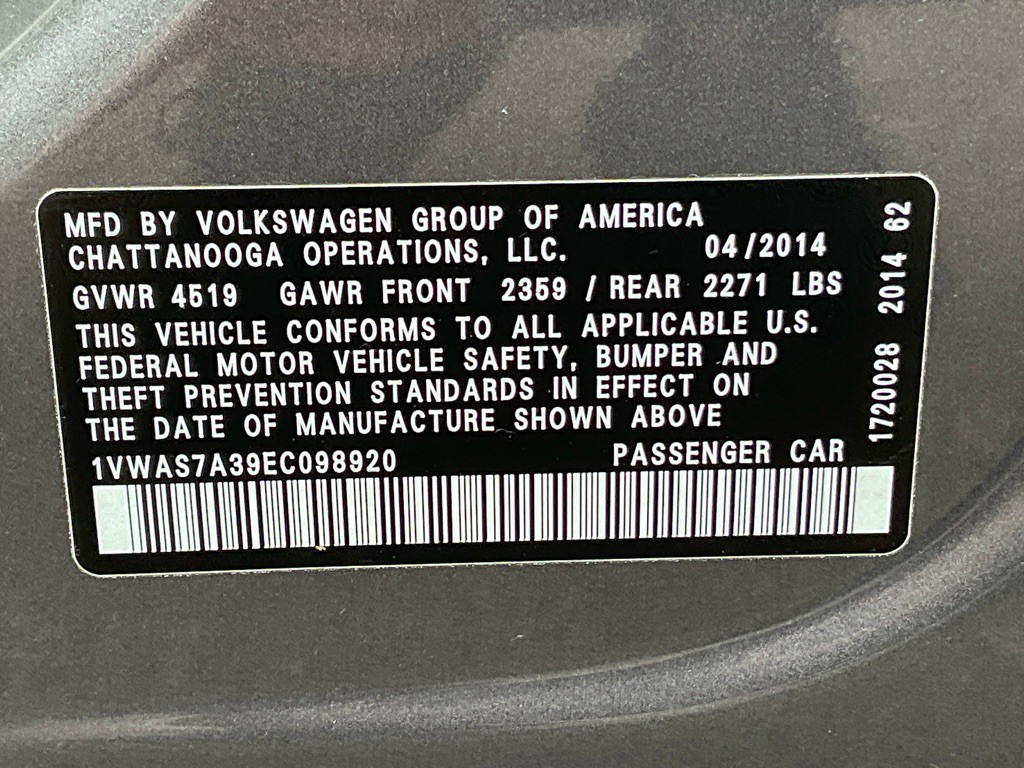 MFD BY VOLKSWAGEN GROUP OF AMERICA
CHATTANOOGA OPERATIONS, LLC. 04/2014
GVWR 4519 GAWR FRONT 2359 / REAR 2271 LBS
THIS VEHICLE CONFORMS TO ALL APPLICABLE U.S.
FEDERAL MOTOR VEHICLE SAFETY, BUMPER AND
THEFT PREVENTION STANDARDS IN EFFECT ON
THE DATE OF MANUFACTURE SHOWN ABOVE
1VWAS7A39EC098920 PASSENGER CAR
1720028 2014 62